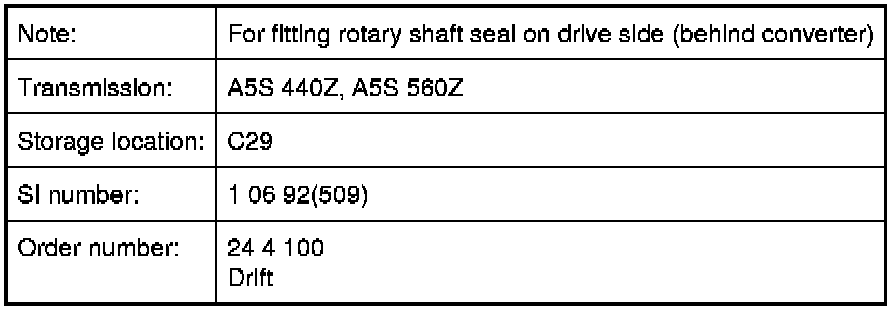 Note: For fitting rotary shaft seal on drive side (behind converter)
Transmission: A5S 440Z, A5S 560Z
Storage location: C29
SI number: 1 06 92(509)
Order number: 24 4 100
Drift